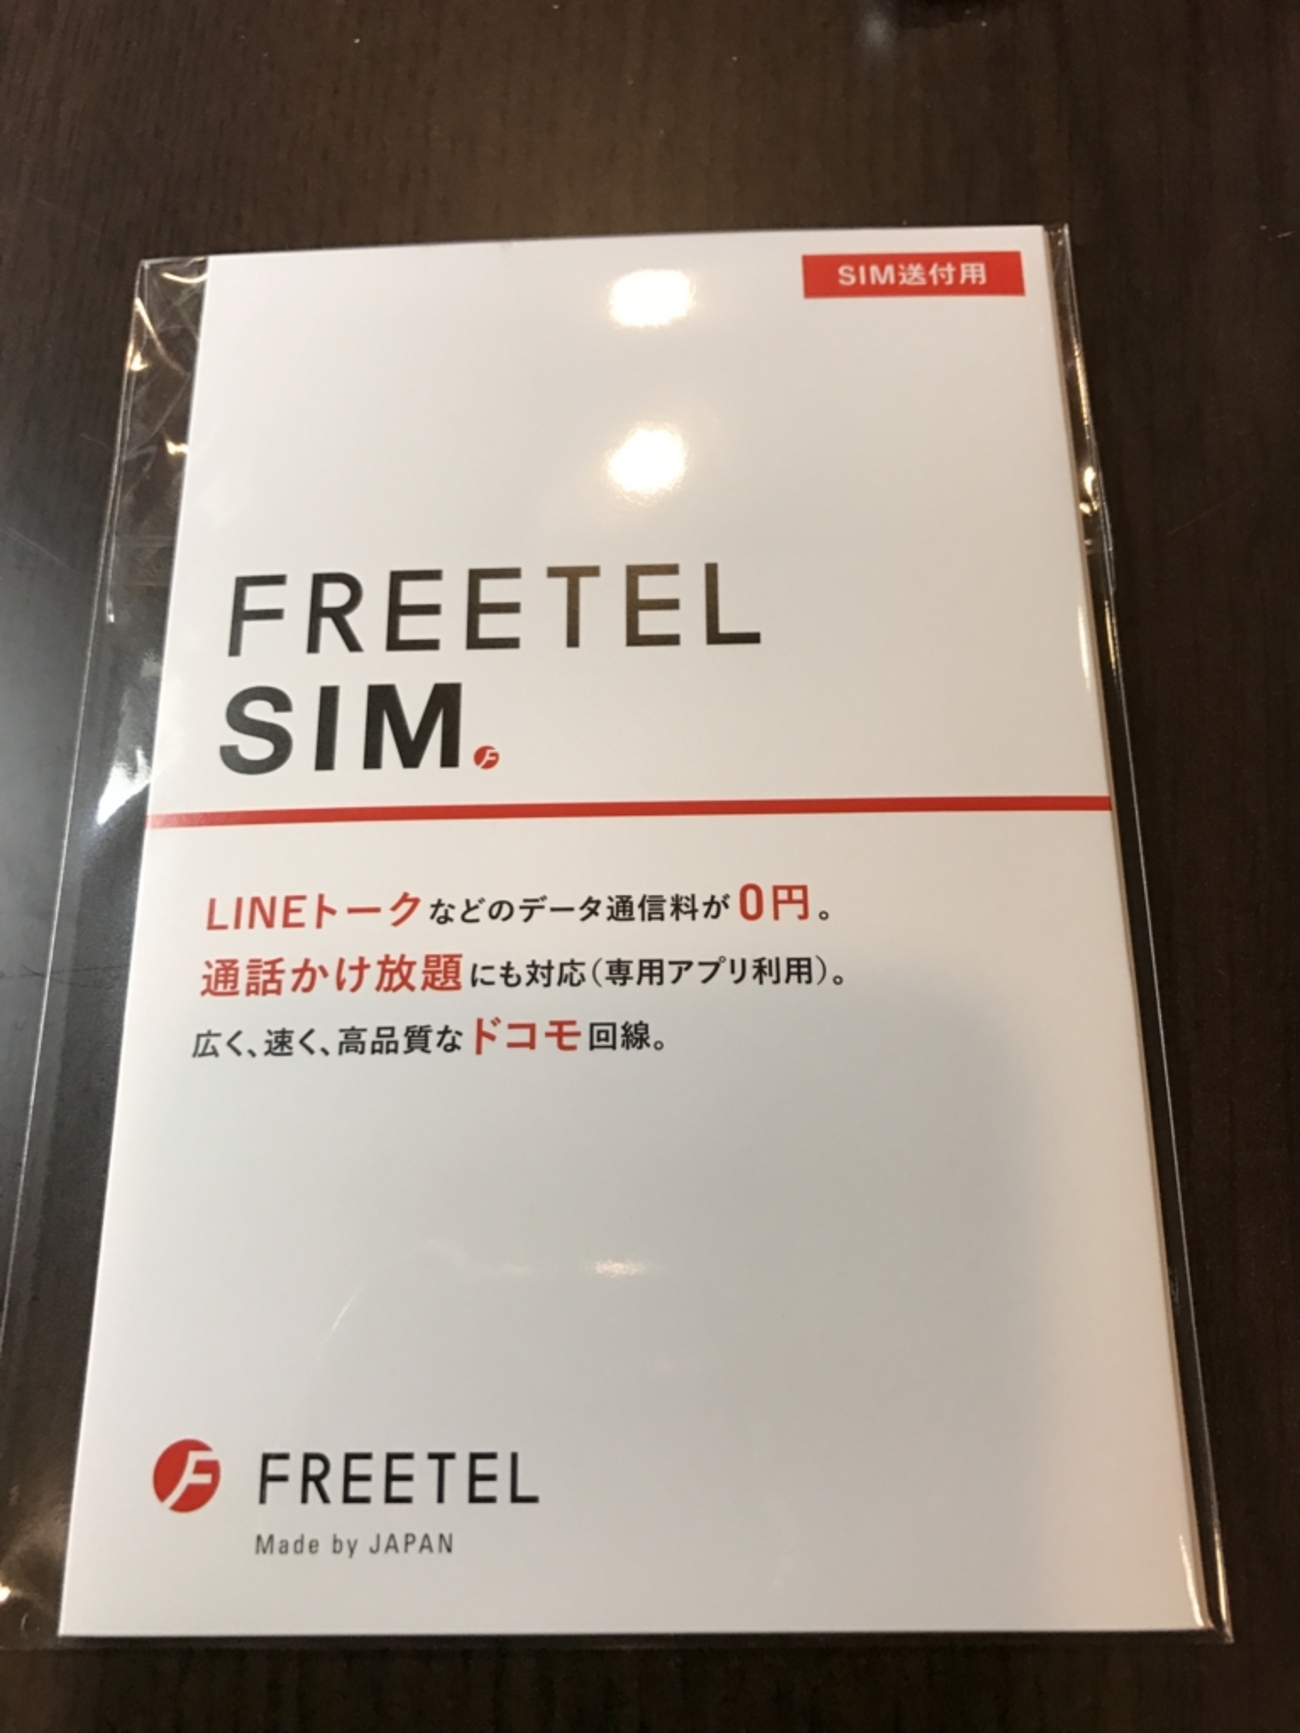 SIM送付用
FREETEL
SIM.
LINEトークなどのデータ通信料が0円。
通話かけ放題にも対応(専用アプリ利用)。
広く、速く、高品質なドコモ回線。
FREETEL
Made by JAPAN